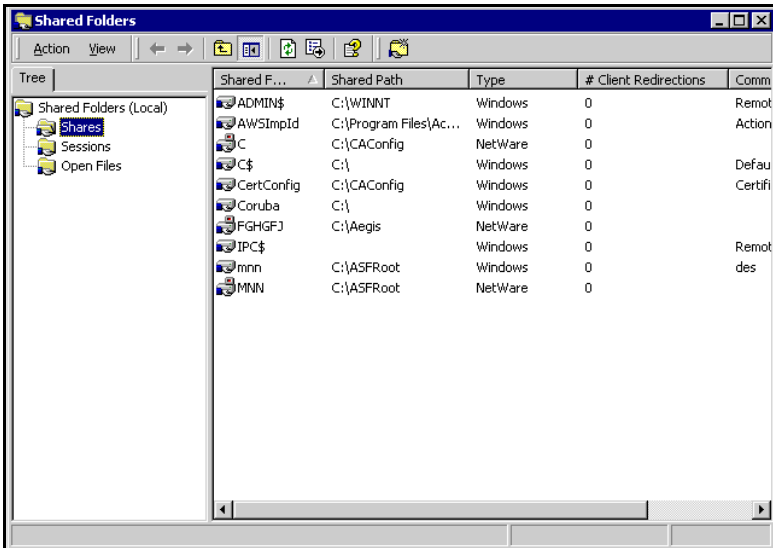 Shared Folders
Action View
Tree
Shared F... Shared Path Type # Client Redirections Comm
Shared Folders (Local)
Shares
Sessions
Open Files
ADMIN$ C:\WINNT Windows 0 Remot
AWSImpId C:\Program Files\Ac... Windows 0 Action
C C:\CAConfig NetWare 0
C$ C:\ Windows 0 Defau
CertConfig C:\CAConfig Windows 0 Certifi
Coruba C:\ Windows 0
FGHGFJ C:\Aegis NetWare 0
IPC$ Windows 0 Remot
mnn C:\ASFRoot Windows 0 des
MNN C:\ASFRoot NetWare 0